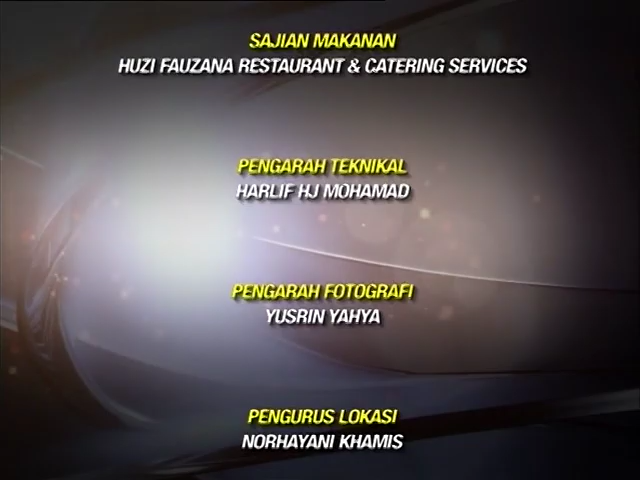 SAJIAN MAKANAN
HUZI FAUZANA RESTAURANT & CATERING SERVICES
PENGARAH TEKNIKAL
HARLIF HJ MOHAMAD
PENGARAH FOTOGRAFI
YUSRIN YAHYA
PENGURUS LOKASI
NORHAYANI KHAMIS